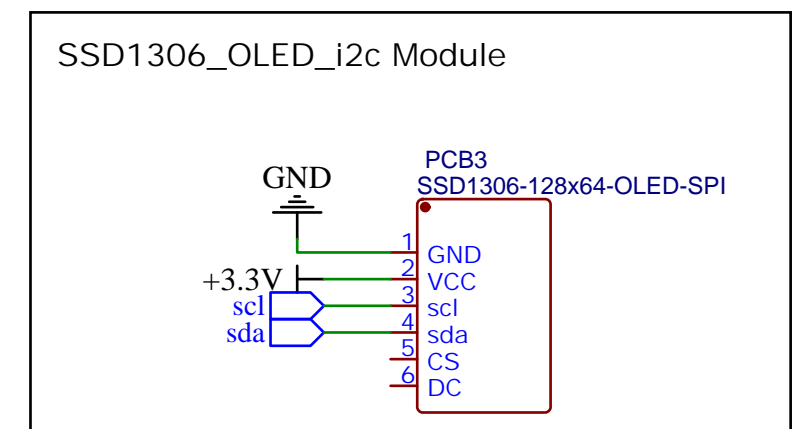 SSD1306_OLED_i2c Module
PCB3
SSD1306-128x64-OLED-SPI
GND
1
GND
+3.3V
2
VCC
scl
3
scl
sda
4
sda
5
CS
6
DC